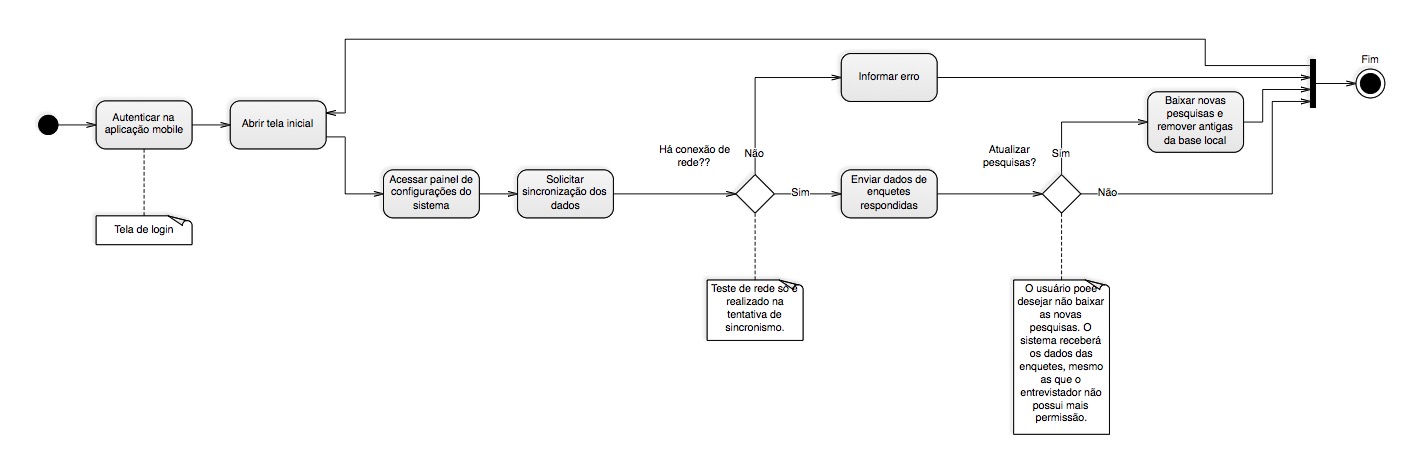 Fim
Informar erro
Autenticar na
aplicação mobile
Abrir tela inicial
Baixar novas
pesquisas e
remover antigas
da base local
Há conexão de
rede??
Não
Atualizar
pesquisas?
Sim
Acessar painel de
configurações do
sistema
Solicitar
sincronização dos
dados
Sim
Enviar dados de
enquetes
respondidas
Não
Tela de login
Teste de rede só é
realizado na
tentativa de
sincronismo.
O usuário poee
desejar não baixar
as novas
pesquisas. O
sistema receberá
os dados das
enquetes, mesmo
as que o
entrevistador não
possui mais
permissão.